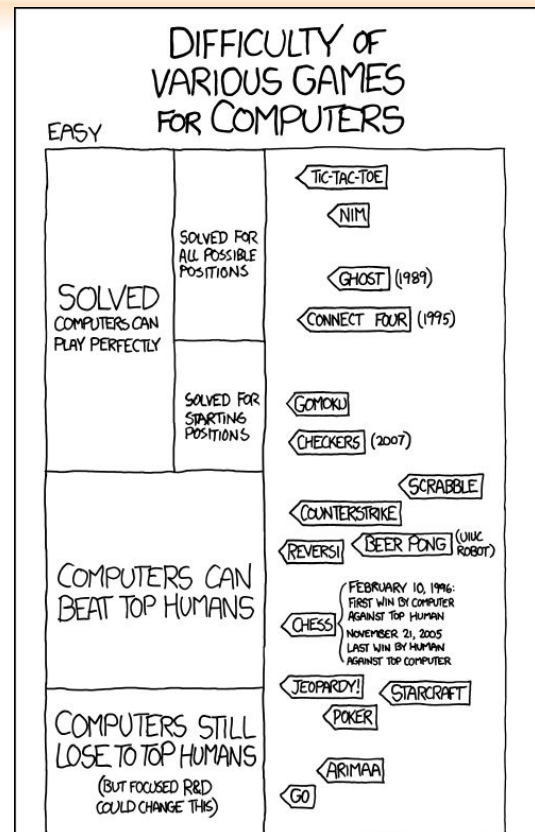 DIFFICULTY OF
VARIOUS GAMES
FOR COMPUTERS
EASY
SOLVED
COMPUTERS CAN
PLAY PERFECTLY
SOLVED FOR
ALL POSSIBLE
POSITIONS
TIC-TAC-TOE
NIM
GHOST (1989)
CONNECT FOUR (1995)
SOLVED FOR
STARTING
POSITIONS
GOMOKU
CHECKERS (2007)
COMPUTERS CAN
BEAT TOP HUMANS
SCRABBLE
COUNTERSTRIKE
REVERSI
BEER PONG (UIUC
ROBOT)
CHESS
FEBRUARY 10, 1996:
FIRST WIN BY COMPUTER
AGAINST TOP HUMAN
NOVEMBER 21, 2005
LAST WIN BY HUMAN
AGAINST TOP COMPUTER
COMPUTERS STILL
LOSE TO TOP HUMANS
(BUT FOCUSED R&D
COULD CHANGE THIS)
JEOPARDY!
STARCRAFT
POKER
ARIMAA
GO